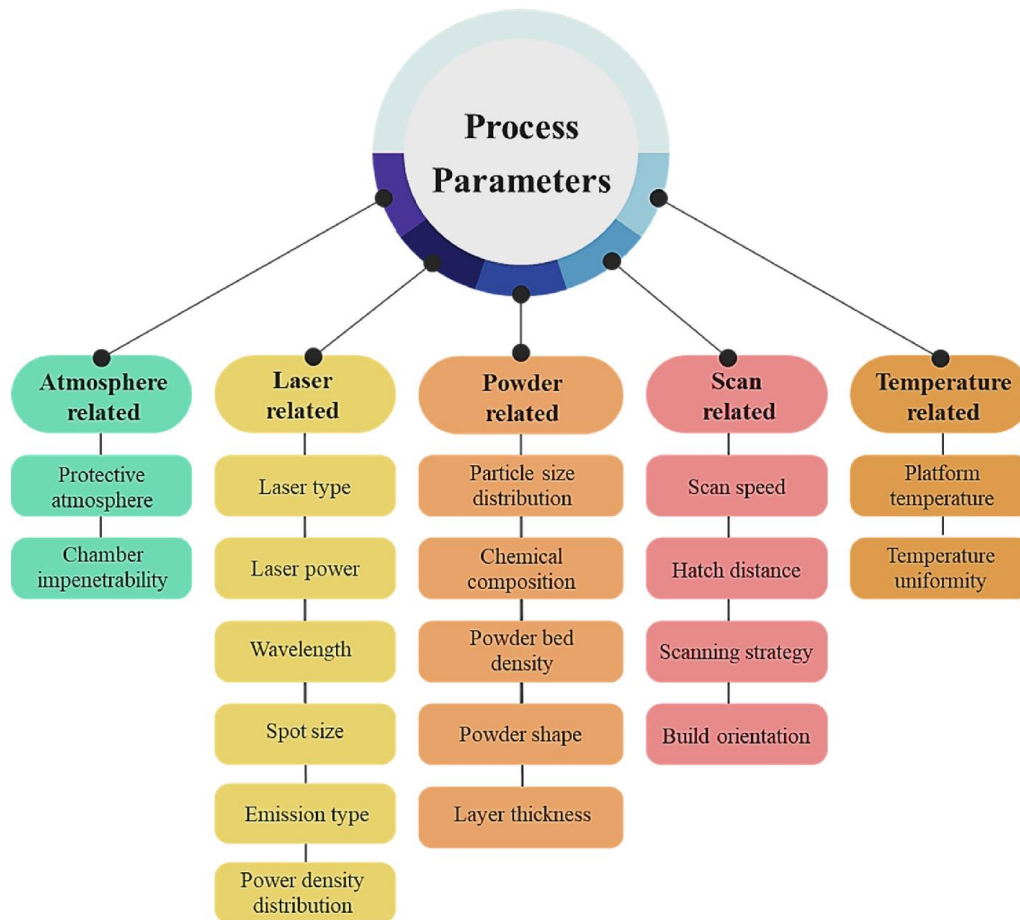 Process
Parameters
Atmosphere
related
Protective
atmosphere
Chamber
impenetrability
Laser
related
Laser type
Laser power
Wavelength
Spot size
Emission type
Power density
distribution
Powder
related
Particle size
distribution
Chemical
composition
Powder bed
density
Powder shape
Layer thickness
Scan
related
Scan speed
Hatch distance
Scanning strategy
Build orientation
Temperature
related
Platform
temperature
Temperature
uniformity